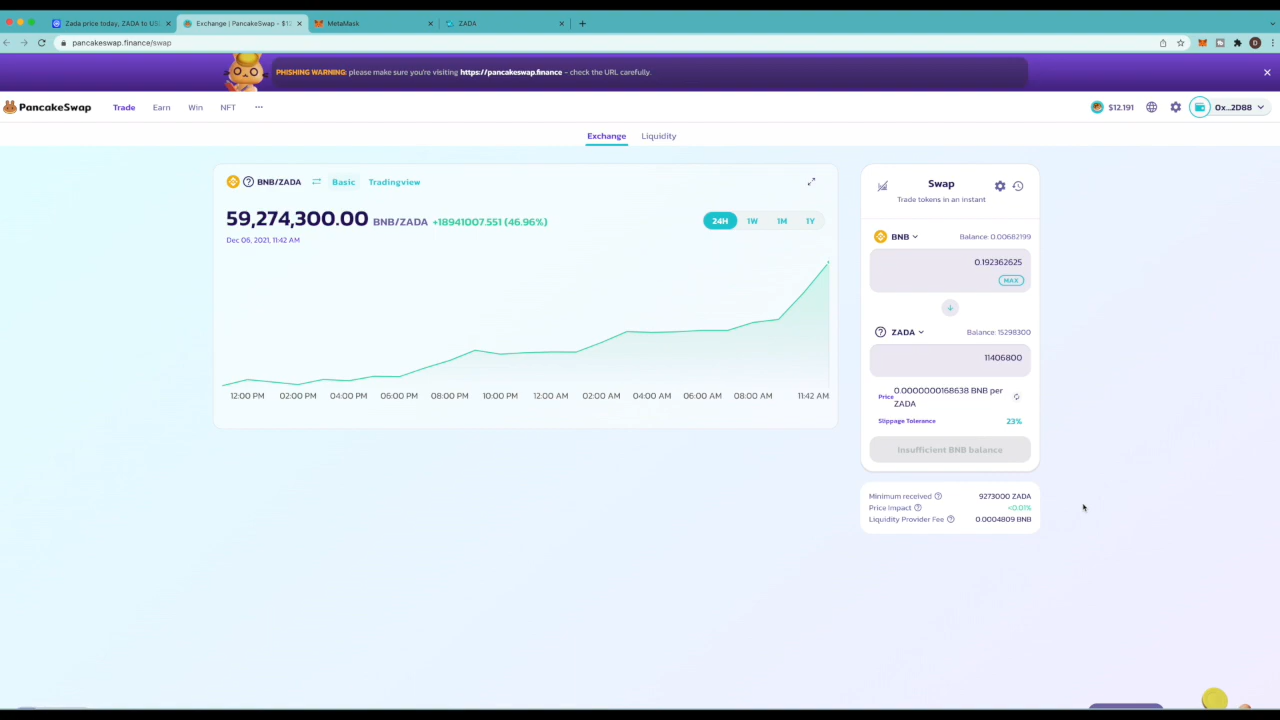 Zada price today, ZADA to US
Exchange | PancakeSwap - $12
MetaMask
ZADA
pancakeswap.finance/swap
PHISHING WARNING: please make sure you're visiting https://pancakeswap.finance - check the URL carefully.
PancakeSwap
Trade
Earn
Win
NFT
$12.191
0x...2D88
Exchange
Liquidity
BNB/ZADA
Basic
Tradingview
59,274,300.00 BNB/ZADA +18941007.551 (46.96%)
Dec 06, 2021, 11:42 AM
24H
1W
1M
1Y
12:00 PM
02:00 PM
04:00 PM
06:00 PM
08:00 PM
10:00 PM
12:00 AM
02:00 AM
04:00 AM
06:00 AM
08:00 AM
11:42 AM
Swap
Trade tokens in an instant
BNB
Balance: 0.00682199
0.192362625
MAX
ZADA
Balance: 15298300
11406800
Price
0.0000000168638 BNB per
ZADA
Slippage Tolerance
23%
Insufficient BNB balance
Minimum received
9273000 ZADA
Price Impact
<0.01%
Liquidity Provider Fee
0.0004809 BNB